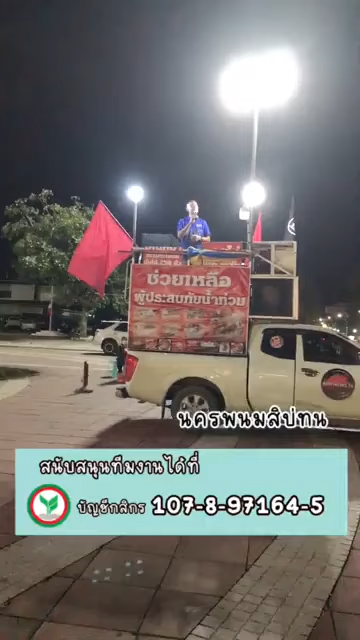 ช่วยเหลือ
ผู้ประสบภัยน้ำท่วม
นครพนมลิปทน
สนับสนุนทีมงานได้ที่
บัญชีกสิกร 107-8-97164-5